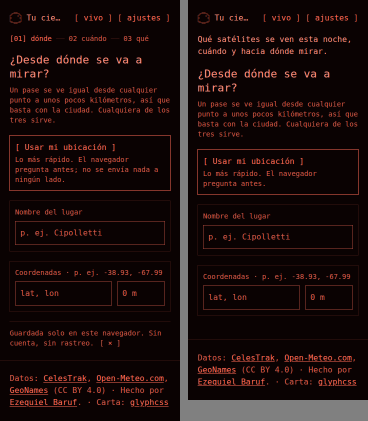 Tu cie… [ vivo ] [ ajustes ]
[01] dónde — 02 cuándo — 03 qué
¿Desde dónde se va a
mirar?
Un pase se ve igual desde cualquier
punto a unos pocos kilómetros, así que
basta con la ciudad. Cualquiera de los
tres sirve.
[ Usar mi ubicación ]
Lo más rápido. El navegador
pregunta antes; no se envía nada a
ningún lado.
Nombre del lugar
p. ej. Cipolletti
Coordenadas · p. ej. -38.93, -67.99
lat, lon 0 m
Guardada solo en este navegador. Sin
cuenta, sin rastreo. [ × ]
Datos: CelesTrak, Open-Meteo.com,
GeoNames (CC BY 4.0) · Hecho por
Ezequiel Baruf. · Carta: glyphcss
Tu cie… [ vivo ] [ ajustes ]
Qué satélites se ven esta noche,
cuándo y hacia dónde mirar.
¿Desde dónde se va a
mirar?
Un pase se ve igual desde cualquier
punto a unos pocos kilómetros, así que
basta con la ciudad. Cualquiera de los
tres sirve.
[ Usar mi ubicación ]
Lo más rápido. El navegador
pregunta antes.
Nombre del lugar
p. ej. Cipolletti
Coordenadas · p. ej. -38.93, -67.99
lat, lon 0 m
Datos: CelesTrak, Open-Meteo.com,
GeoNames (CC BY 4.0) · Hecho por
Ezequiel Baruf. · Carta: glyphcss